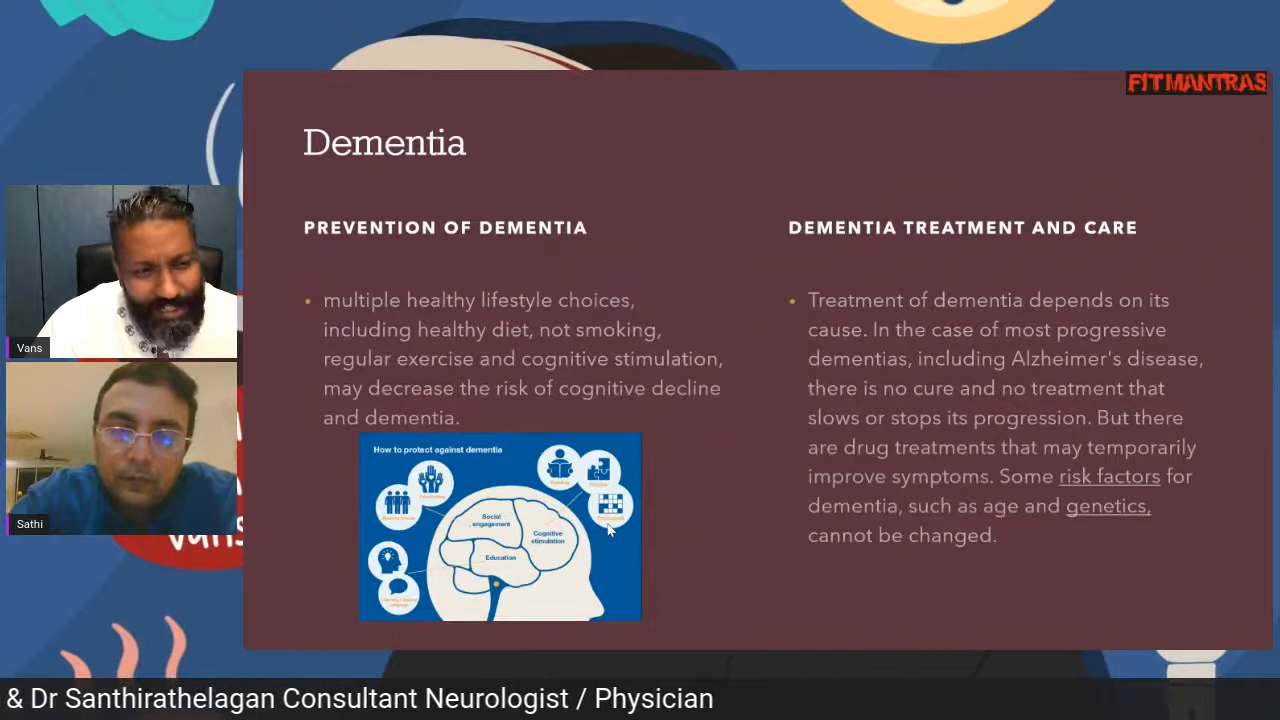 FITMANTRAS
Dementia
PREVENTION OF DEMENTIA
• multiple healthy lifestyle choices,
including healthy diet, not smoking,
regular exercise and cognitive stimulation,
may decrease the risk of cognitive decline
and dementia.
How to protect against dementia
Social
engagement
Cognitive
stimulation
Education
DEMENTIA TREATMENT AND CARE
• Treatment of dementia depends on its
cause. In the case of most progressive
dementias, including Alzheimer's disease,
there is no cure and no treatment that
slows or stops its progression. But there
are drug treatments that may temporarily
improve symptoms. Some risk factors for
dementia, such as age and genetics,
cannot be changed.
Vans
Sathi
& Dr Santhirathelagan Consultant Neurologist / Physician